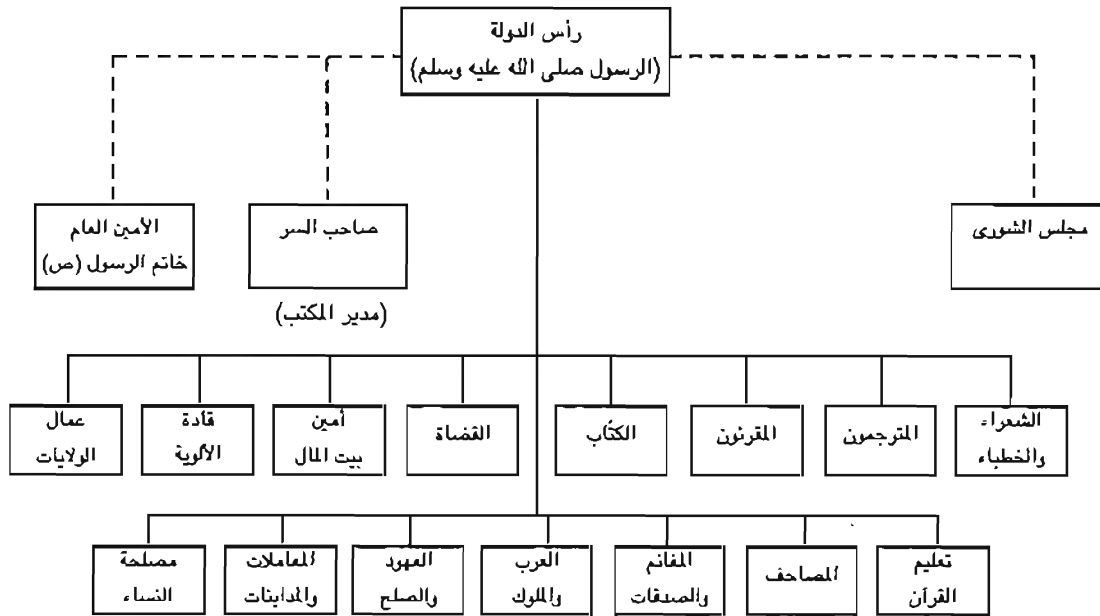 رأس الدولة
(الرسول صلى الله عليه وسلم)
مجلس الشورى
صاحب السر
(مدير المكتب)
الأمين العام
خاتم الرسول (ص)
الشعراء
والخطباء
المترجمون
المقرئون
الكتّاب
القضاة
أمين
بيت المال
قادة
الألوية
عمال
الولايات
تعليم
القرآن
المصاحف
المغانم
والصدقات
العرب
والملوك
العهود
والصلح
المعاملات
والمداينات
مصلحة
النساء